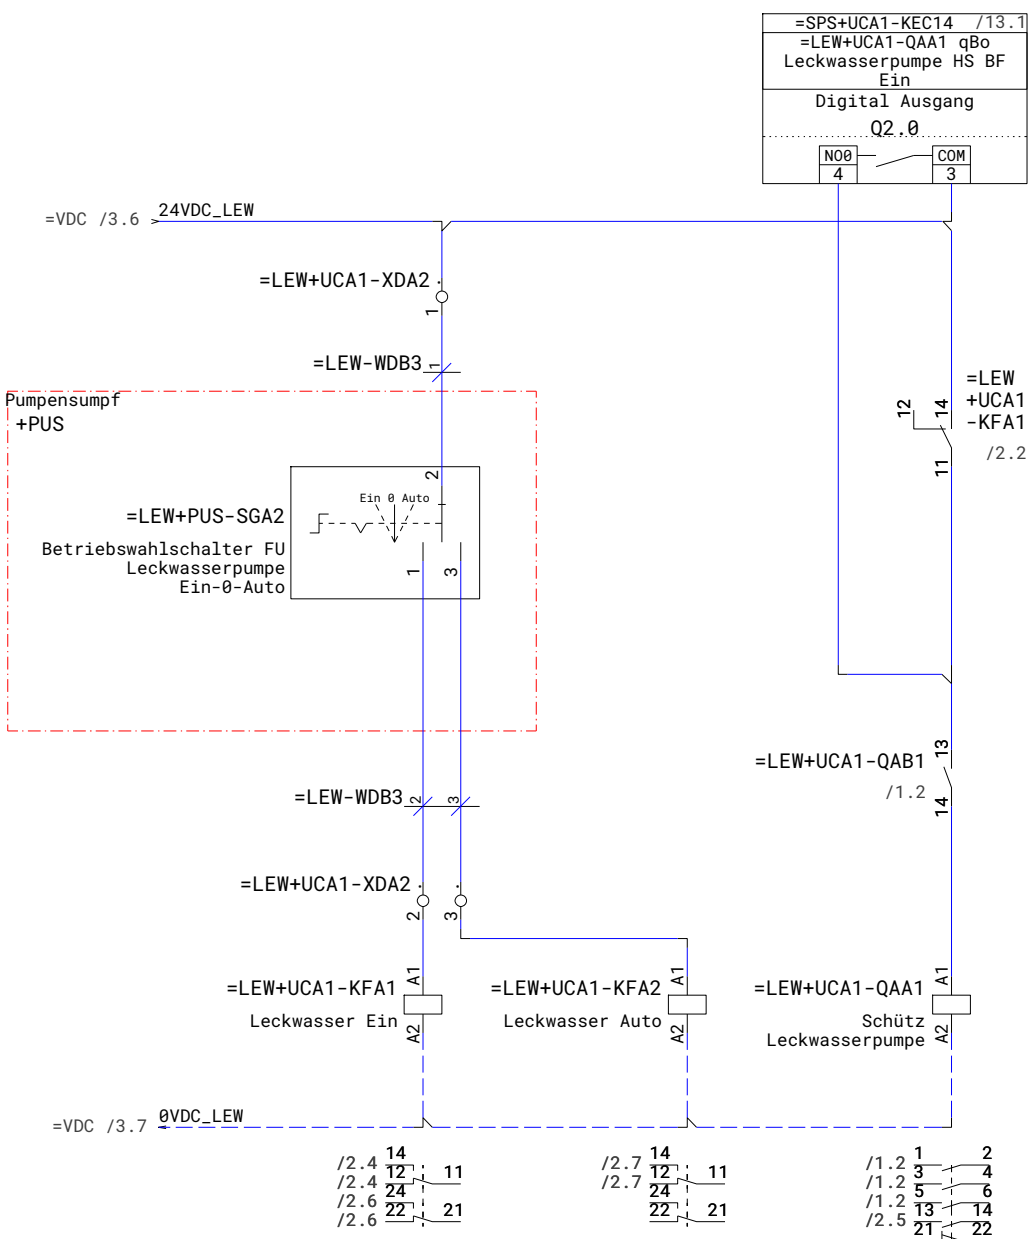 =SPS+UCA1-KEC14 /13.1
=LEW+UCA1-QAA1 qBo
Leckwasserpumpe HS BF
Ein
Digital Ausgang
Q2.0
NO0 COM
4 3
=VDC /3.6 24VDC_LEW
=LEW+UCA1-XDA2
1
=LEW-WDB3 1
Pumpensumpf
+PUS
=LEW
+UCA1
-KFA1
/2.2
12 14
11
2
Ein 0 Auto
=LEW+PUS-SGA2
Betriebswahlschalter FU
Leckwasserpumpe
Ein-0-Auto
1 3
=LEW+UCA1-QAB1
/1.2
13
14
=LEW-WDB3 2 3
=LEW+UCA1-XDA2
2 3
=LEW+UCA1-KFA1 A1
Leckwasser Ein A2
=LEW+UCA1-KFA2 A1
Leckwasser Auto A2
=LEW+UCA1-QAA1 A1
Schütz
Leckwasserpumpe A2
=VDC /3.7 0VDC_LEW
/2.4 14
/2.4 12 11
/2.6 24
/2.6 22 21
/2.7 14
/2.7 12 11
24
22 21
/1.2 1 2
/1.2 3 4
/1.2 5 6
/2.5 13 14
21 22